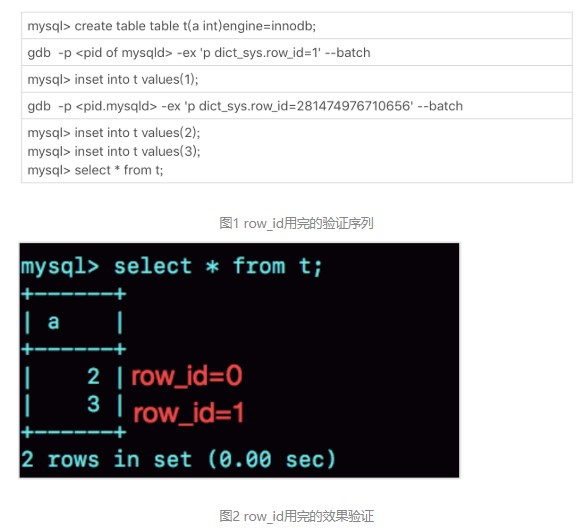 mysql> create table table t(a int)engine=innodb;
gdb -p <pid of mysqld> -ex 'p dict_sys.row_id=1' --batch
mysql> inset into t values(1);
gdb -p <pid.mysqld> -ex 'p dict_sys.row_id=281474976710656' --batch
mysql> inset into t values(2);
mysql> inset into t values(3);
mysql> select * from t;
图1 row_id用完的验证序列
mysql> select * from t;
+------+
| a    |
+------+
|    2 | row_id=0
|    3 | row_id=1
+------+
2 rows in set (0.00 sec)
图2 row_id用完的效果验证